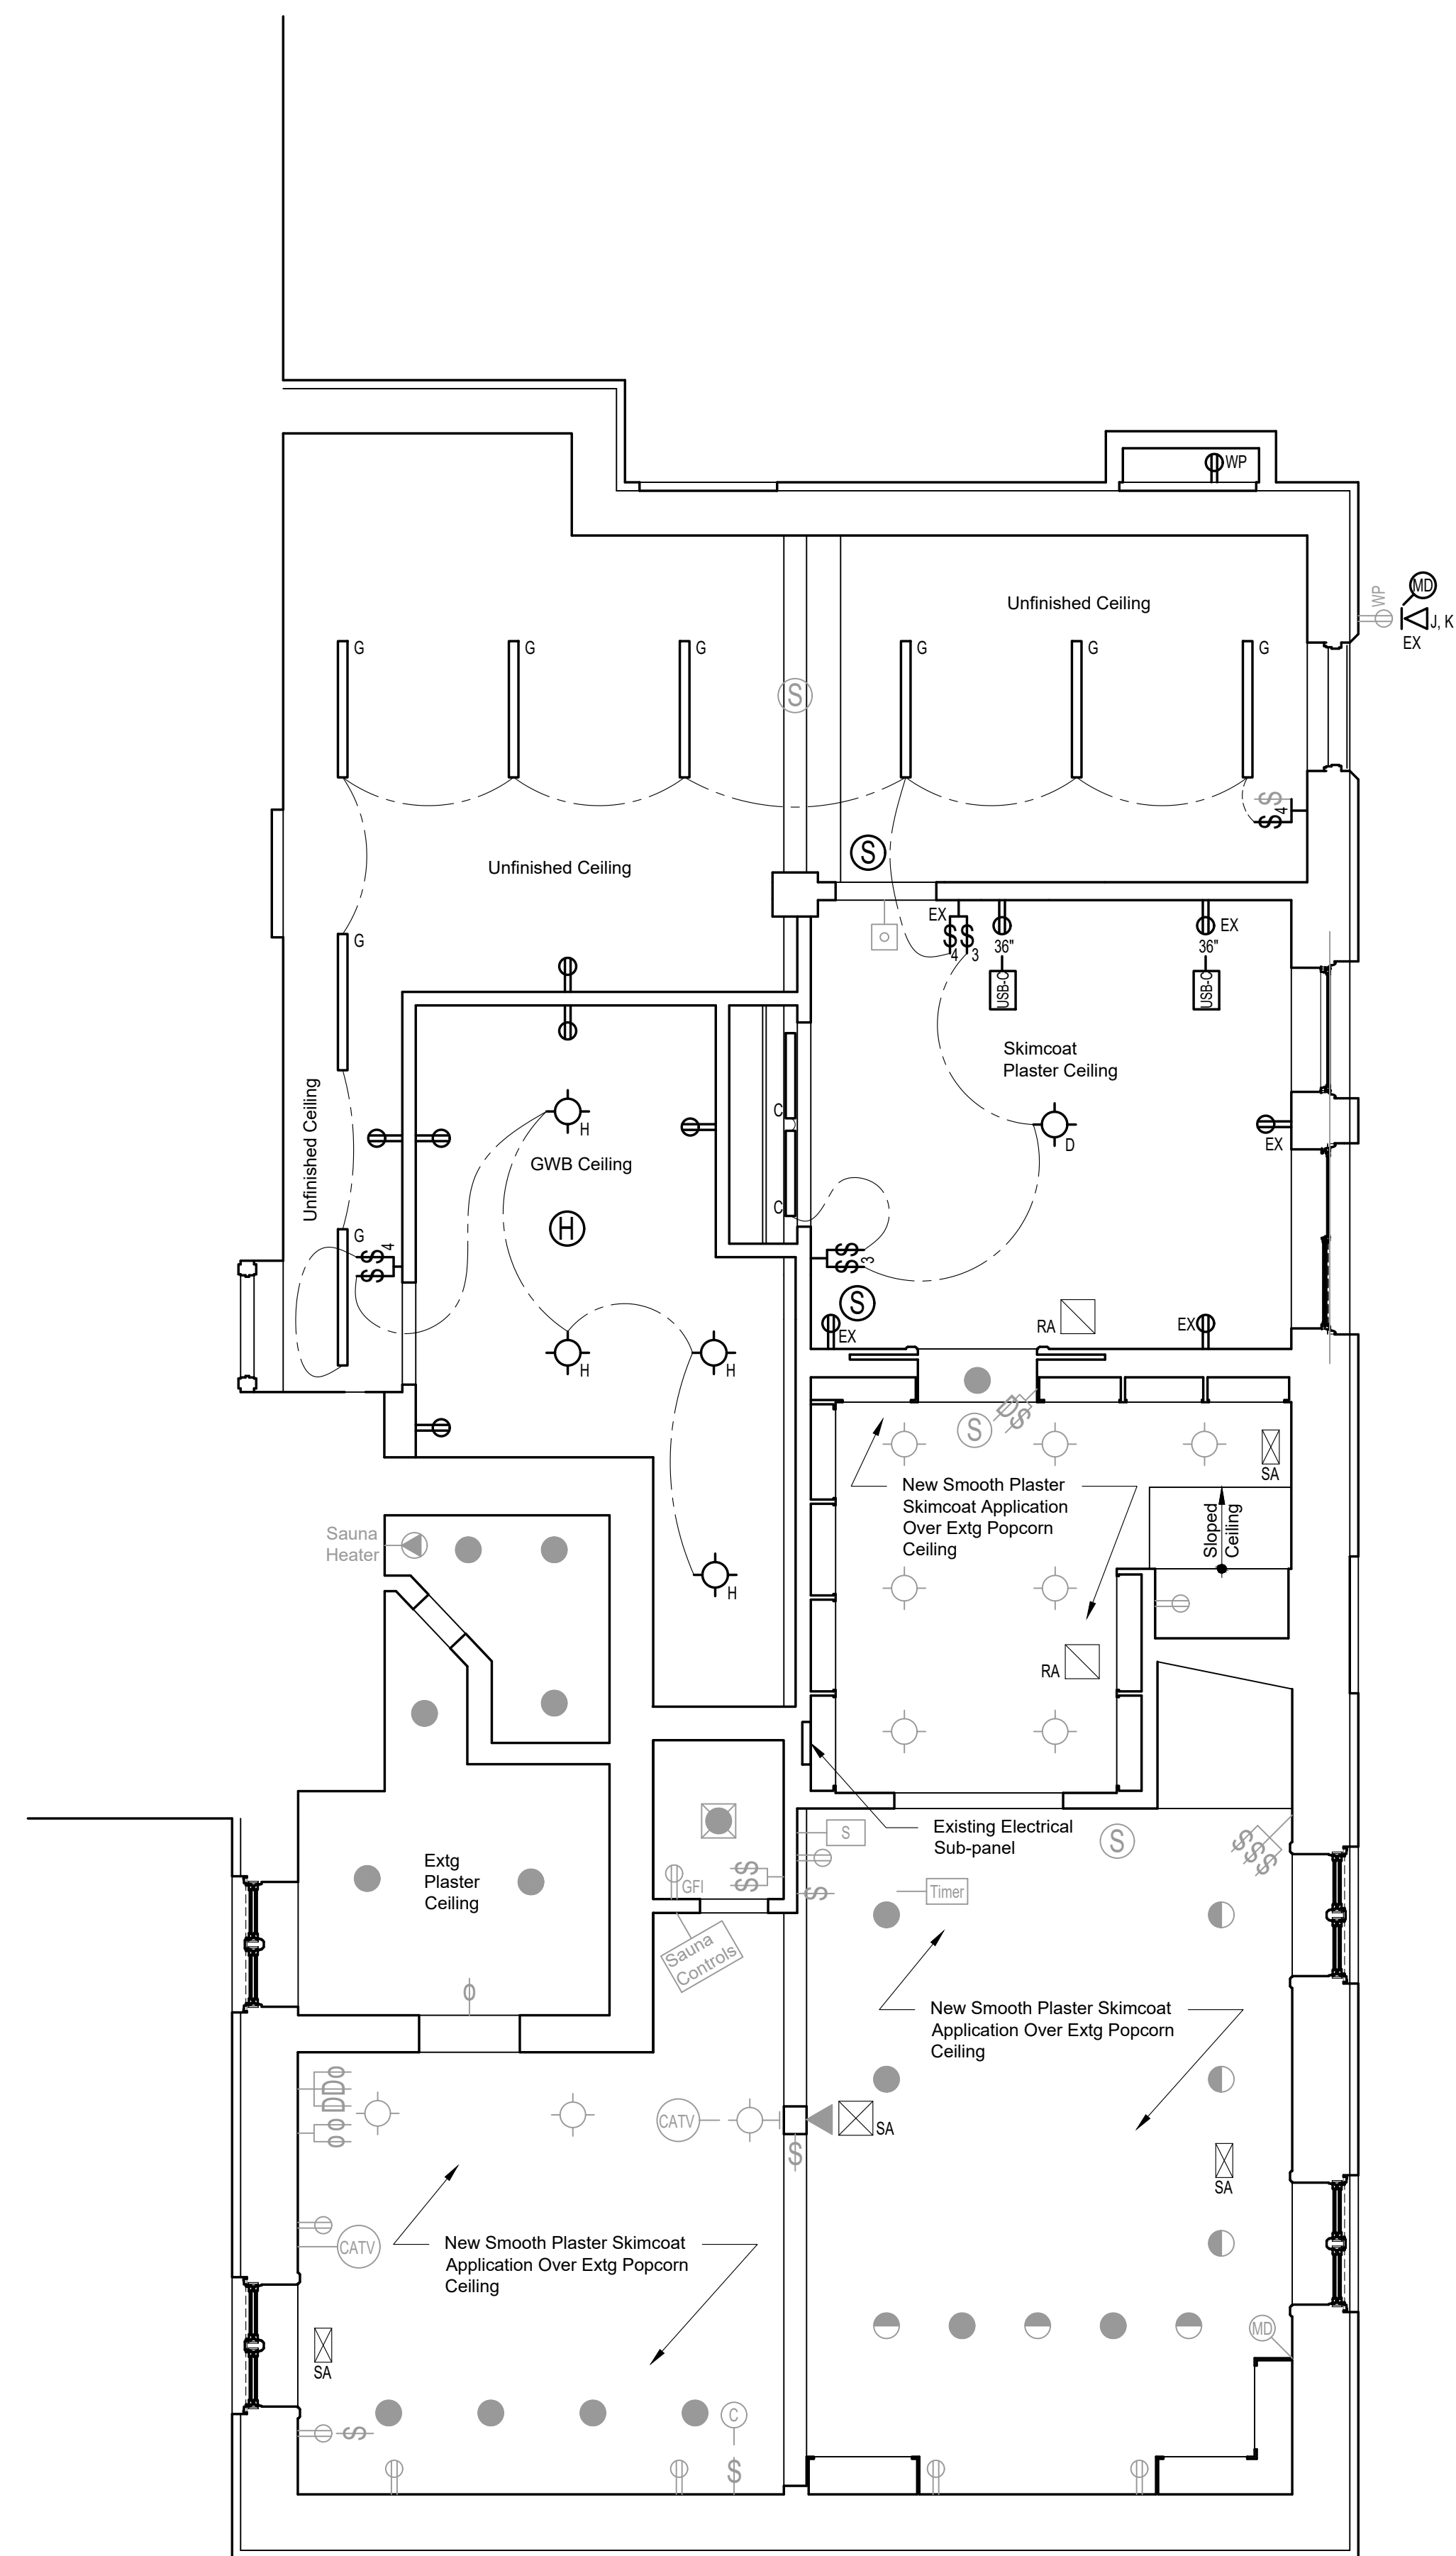 WP
Unfinished Ceiling
WP
MD
J, K
EX
G
G
G
G
G
G
S
$
$
4
S
Unfinished Ceiling
EX
$$
4
3
36"
EX
36"
G
USB-C
USB-C
Skimcoat
Plaster Ceiling
Unfinished Ceiling
C
H
D
EX
GWB Ceiling
C
H
G
$$
4
$$
3
S
EX
RA
EX
H
H
D$
S
SA
New Smooth Plaster
Skimcoat Application
Over Extg Popcorn
Ceiling
Sloped
Ceiling
Sauna
Heater
H
RA
Existing Electrical
Sub-panel
S
S
$$$
Extg
Plaster
Ceiling
GFI
$$
$
Timer
Sauna
Controls
o
New Smooth Plaster Skimcoat
Application Over Extg Popcorn
Ceiling
DDo
oo
CATV
SA
$
SA
CATV
New Smooth Plaster Skimcoat
Application Over Extg Popcorn
Ceiling
MD
SA
C
$
$